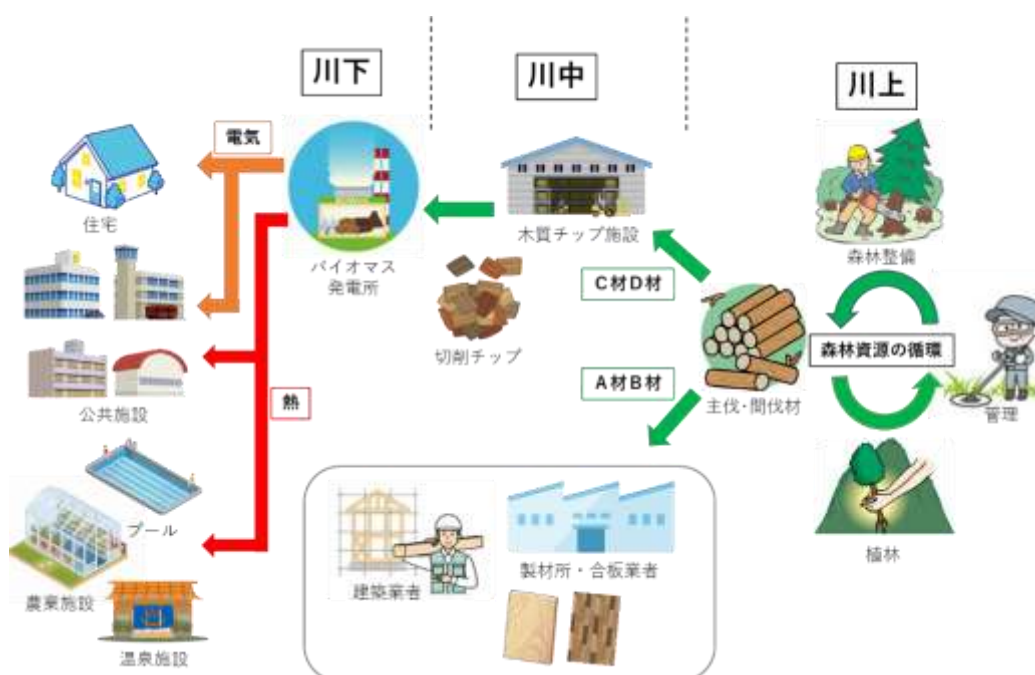 川下
川中
川上
電気
住宅
バイオマス
発電所
木質チップ施設
森林整備
C材D材
切削チップ
森林資源の循環
A材B材
主伐・間伐材
管理
公共施設
熱
プール
植林
製材所・合板業者
建築業者
農業施設
温泉施設